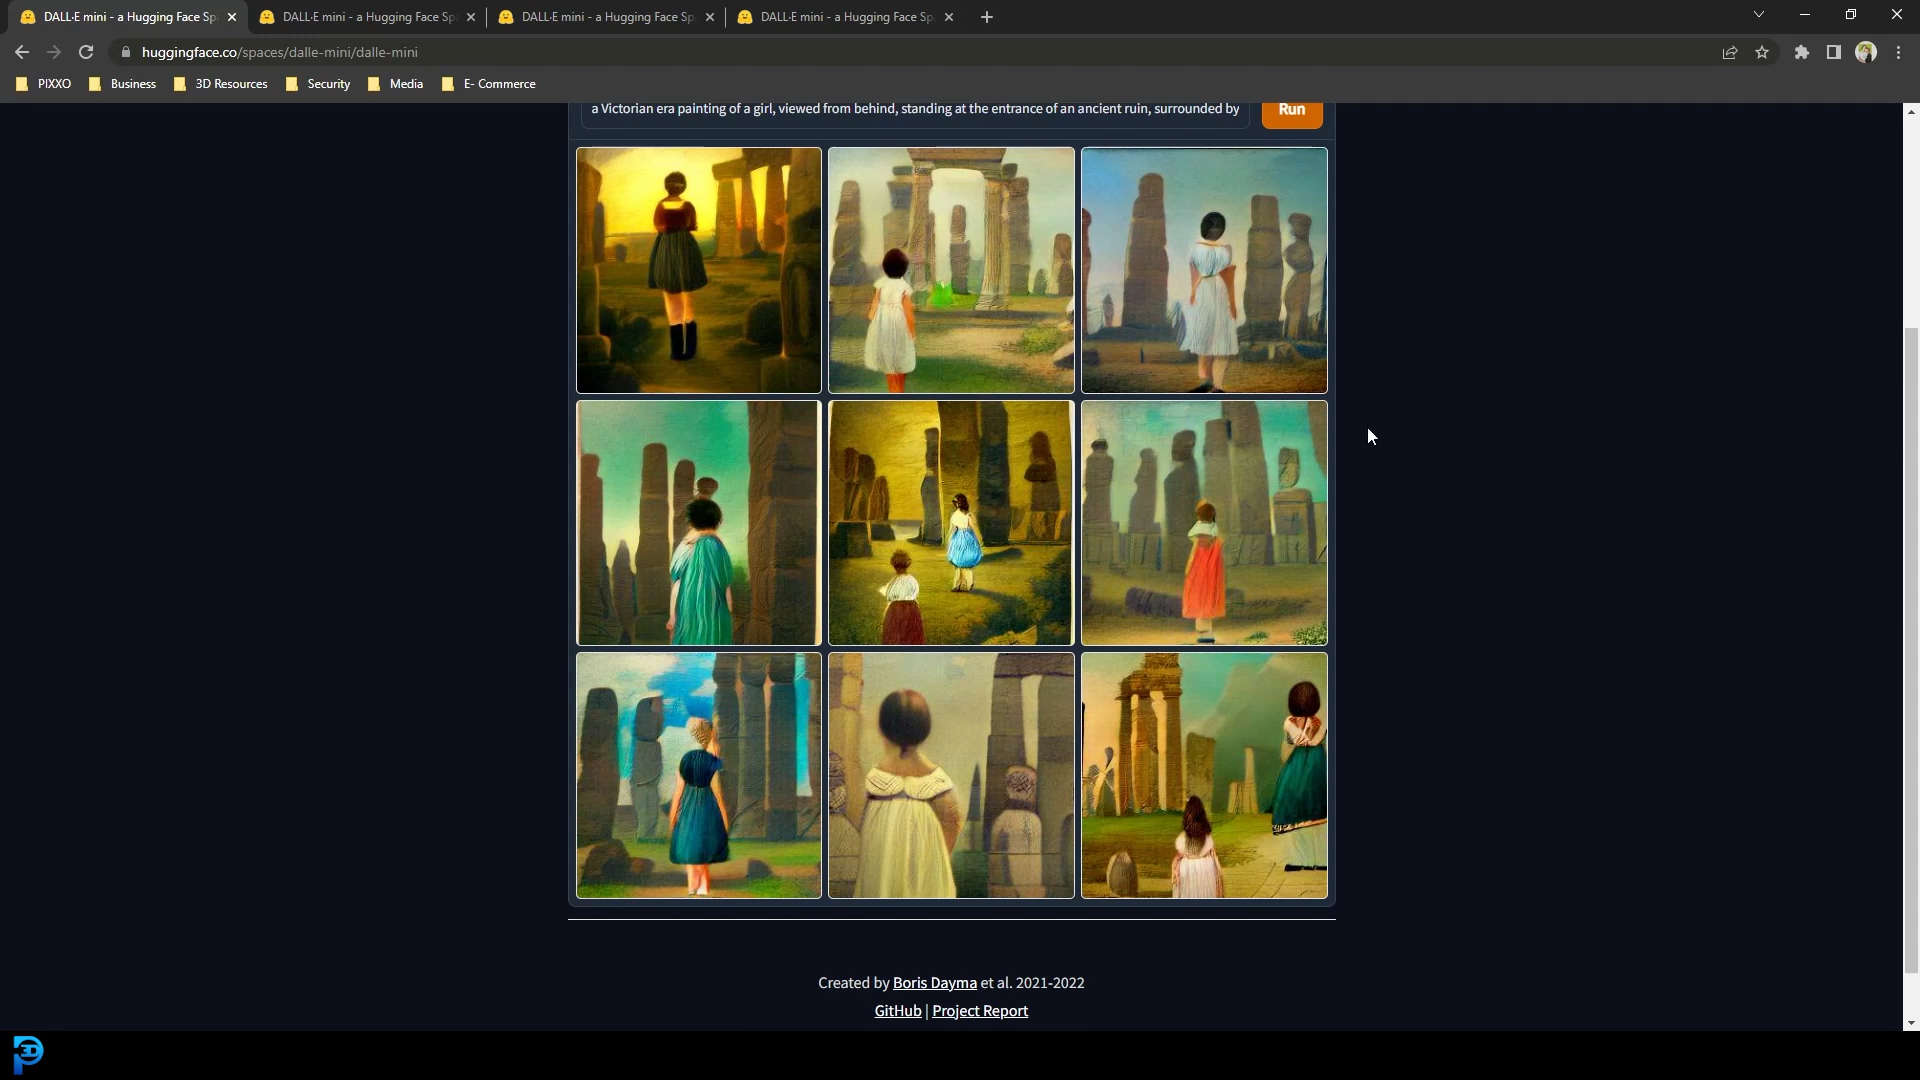 DALL·E mini - a Hugging Face Sp
DALL·E mini - a Hugging Face Sp
DALL·E mini - a Hugging Face Sp
DALL·E mini - a Hugging Face Sp
huggingface.co/spaces/dalle-mini/dalle-mini
PIXXO Business 3D Resources Security Media E- Commerce
a Victorian era painting of a girl, viewed from behind, standing at the entrance of an ancient ruin, surrounded by
Run
Created by Boris Dayma et al. 2021-2022
GitHub | Project Report
3D